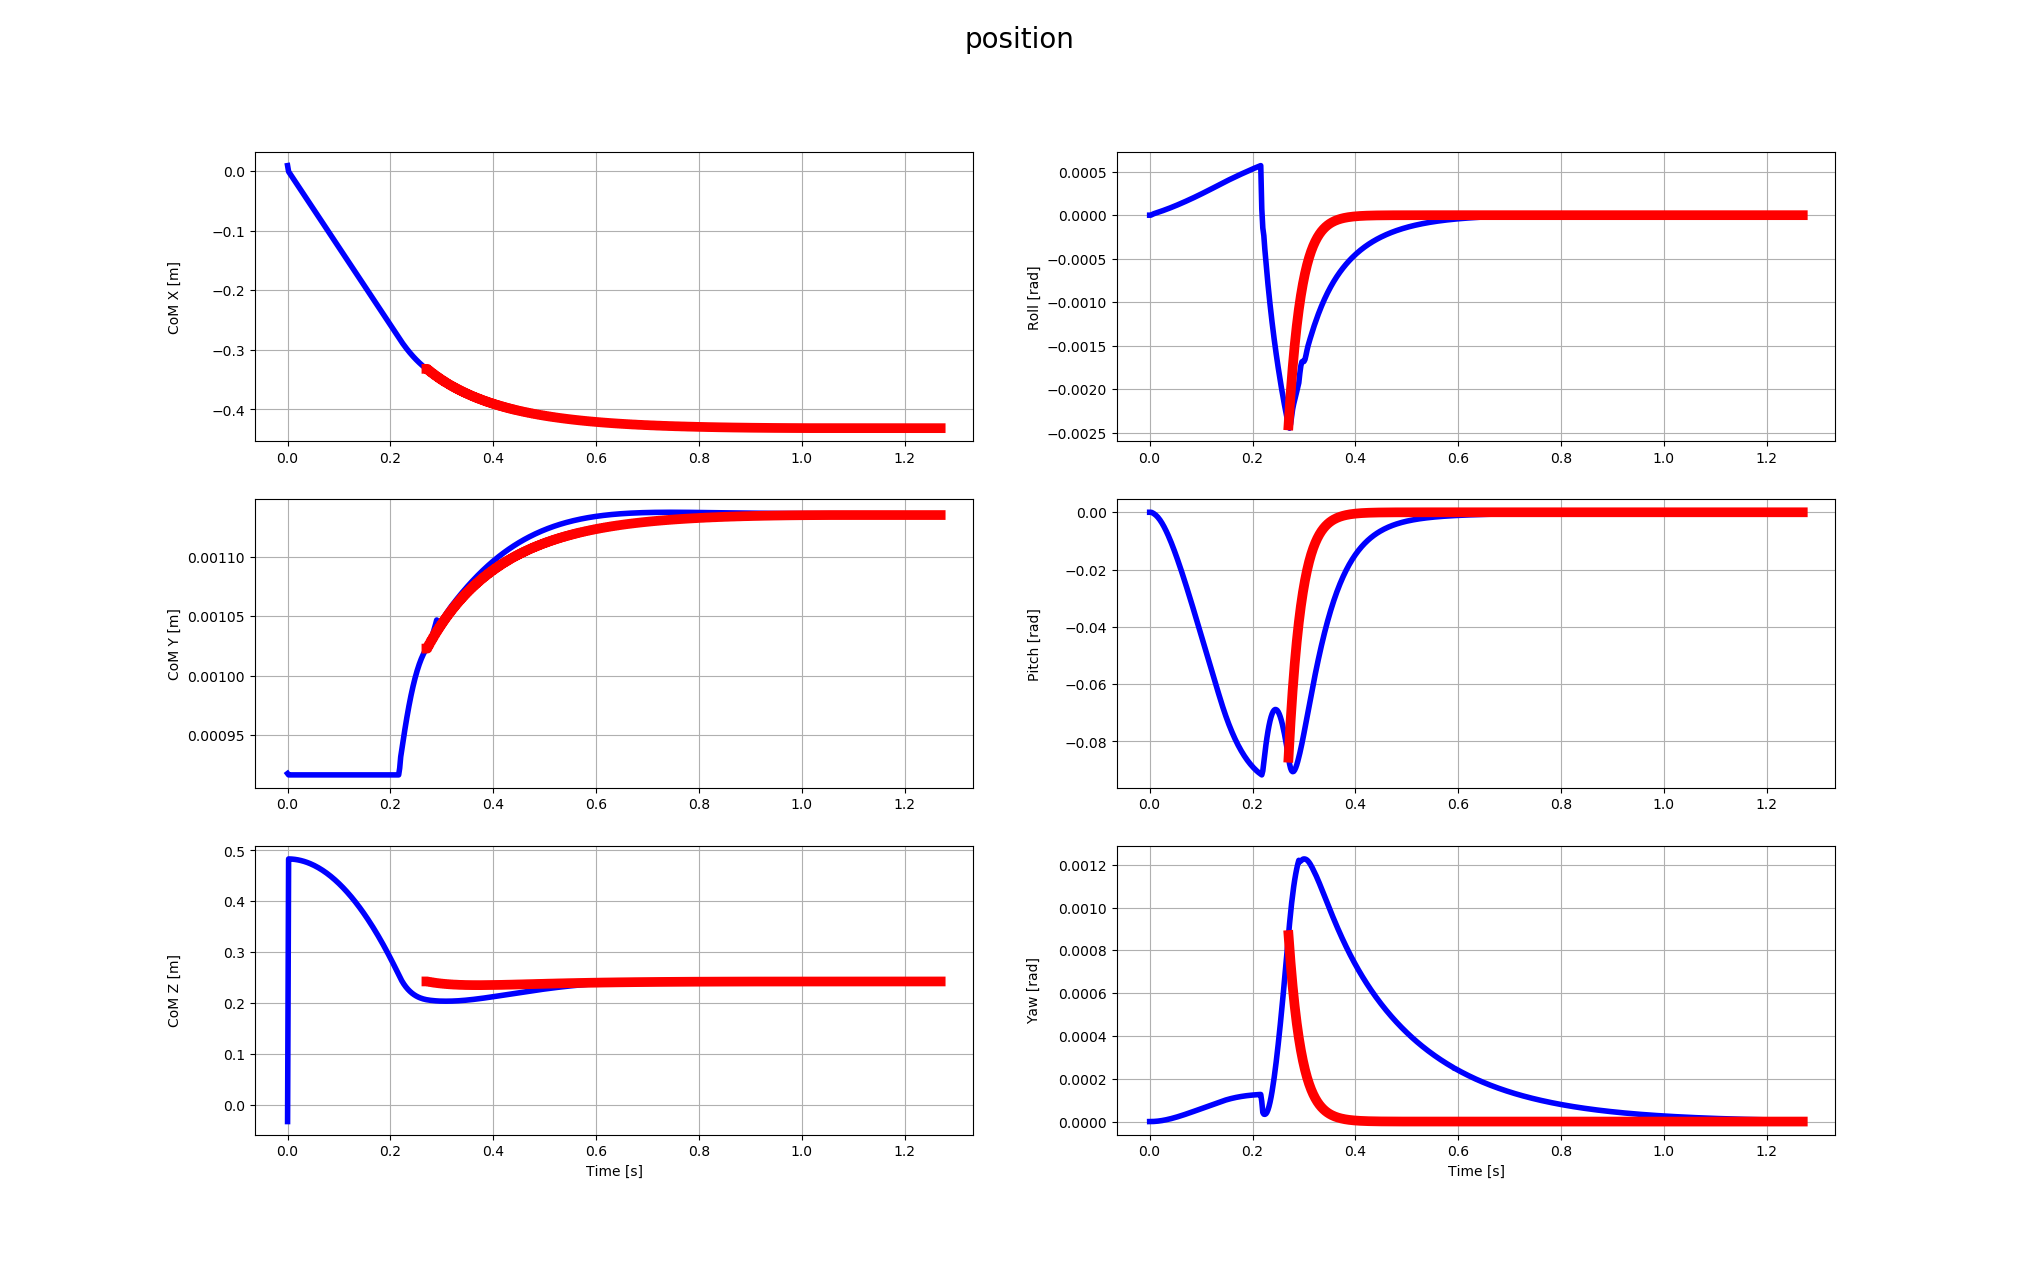 position
CoM X [m]
0.0
−0.1
−0.2
−0.3
−0.4
0.0 0.2 0.4 0.6 0.8 1.0 1.2
Roll [rad]
0.0005
0.0000
−0.0005
−0.0010
−0.0015
−0.0020
−0.0025
0.0 0.2 0.4 0.6 0.8 1.0 1.2
CoM Y [m]
0.00110
0.00105
0.00100
0.00095
0.0 0.2 0.4 0.6 0.8 1.0 1.2
Pitch [rad]
0.00
−0.02
−0.04
−0.06
−0.08
0.0 0.2 0.4 0.6 0.8 1.0 1.2
CoM Z [m]
0.5
0.4
0.3
0.2
0.1
0.0
0.0 0.2 0.4 0.6 0.8 1.0 1.2
Time [s]
Yaw [rad]
0.0012
0.0010
0.0008
0.0006
0.0004
0.0002
0.0000
0.0 0.2 0.4 0.6 0.8 1.0 1.2
Time [s]